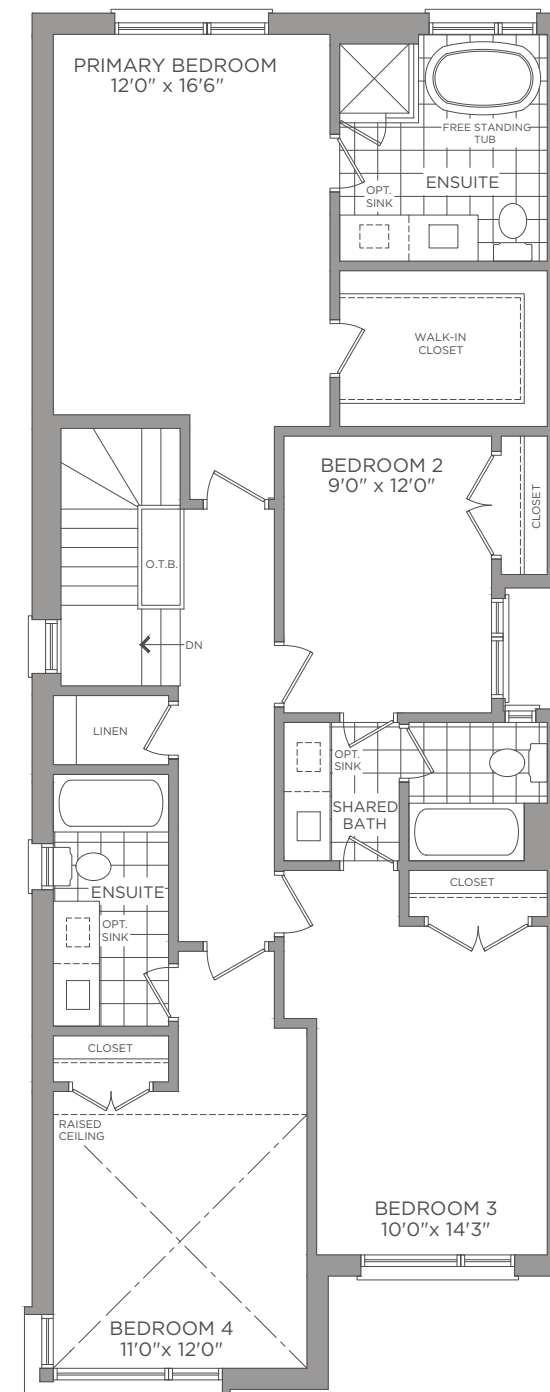 PRIMARY BEDROOM
12'0" x 16'6"
FREE STANDING
TUB
ENSUITE
OPT.
SINK
WALK-IN
CLOSET
BEDROOM 2
9'0" x 12'0"
CLOSET
O.T.B.
DN
LINEN
OPT.
SINK
SHARED
BATH
CLOSET
ENSUITE
OPT.
SINK
CLOSET
RAISED
CEILING
BEDROOM 3
10'0"x 14'3"
BEDROOM 4
11'0"x 12'0"